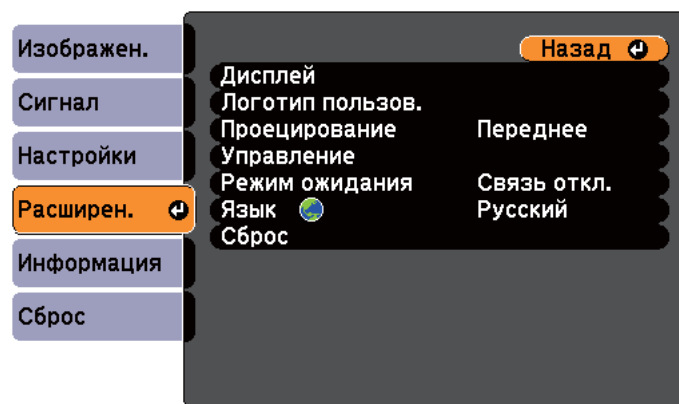 Изображен.
Сигнал
Настройки
Расширен.
Информация
Сброс
Назад
Дисплей
Логотип пользов.
Проецирование Переднее
Управление
Режим ожидания Связь откл.
Язык Русский
Сброс